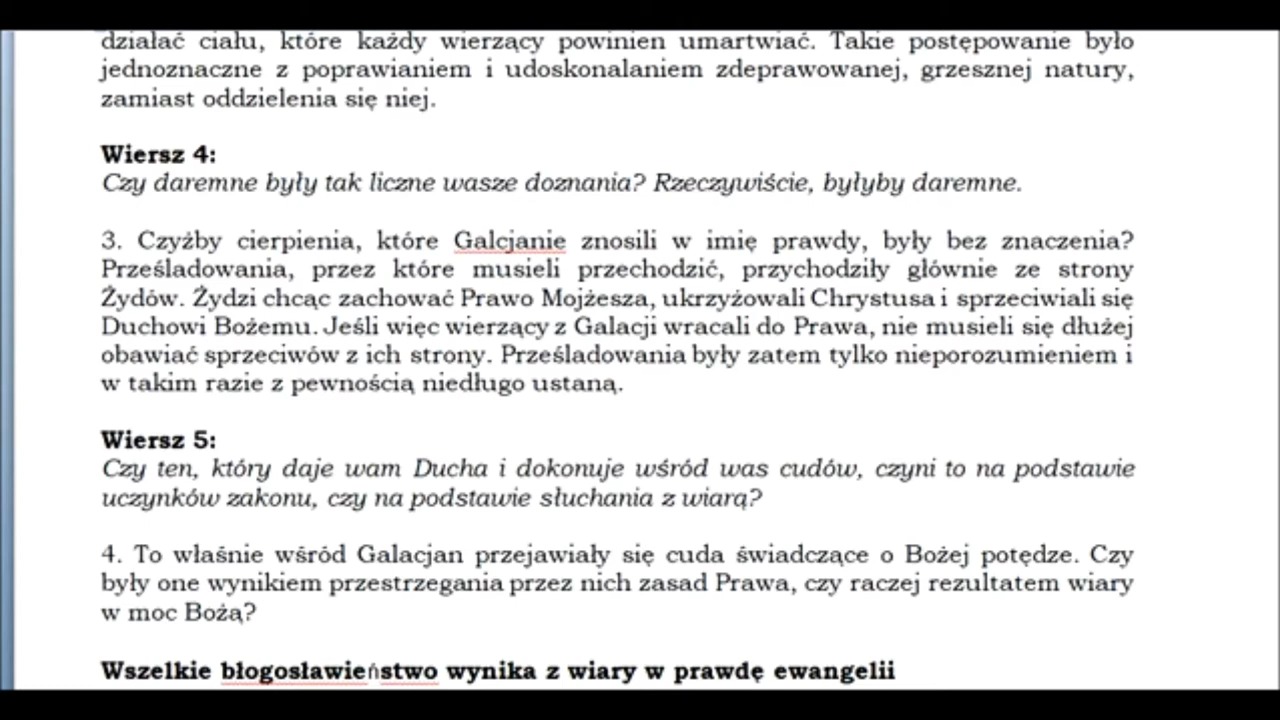 działać ciału, które każdy wierzący powinien umartwiać. Takie postępowanie było
jednoznaczne z poprawianiem i udoskonalaniem zdeprawowanej, grzesznej natury,
zamiast oddzielenia się niej.
Wiersz 4:
Czy daremne były tak liczne wasze doznania? Rzeczywiście, byłyby daremne.
3. Czyżby cierpienia, które Galcjanie znosili w imię prawdy, były bez znaczenia?
Prześladowania, przez które musieli przechodzić, przychodziły głównie ze strony
Żydów. Żydzi chcąc zachować Prawo Mojżesza, ukrzyżowali Chrystusa i sprzeciwiali się
Duchowi Bożemu. Jeśli więc wierzący z Galacji wracali do Prawa, nie musieli się dłużej
obawiać sprzeciwów z ich strony. Prześladowania były zatem tylko nieporozumieniem i
w takim razie z pewnością niedługo ustaną.
Wiersz 5:
Czy ten, który daje wam Ducha i dokonuje wśród was cudów, czyni to na podstawie
uczynków zakonu, czy na podstawie słuchania z wiarą?
4. To właśnie wśród Galacjan przejawiały się cuda świadczące o Bożej potędze. Czy
były one wynikiem przestrzegania przez nich zasad Prawa, czy raczej rezultatem wiary
w moc Bożą?
Wszelkie błogosławieństwo wynika z wiary w prawdę ewangelii